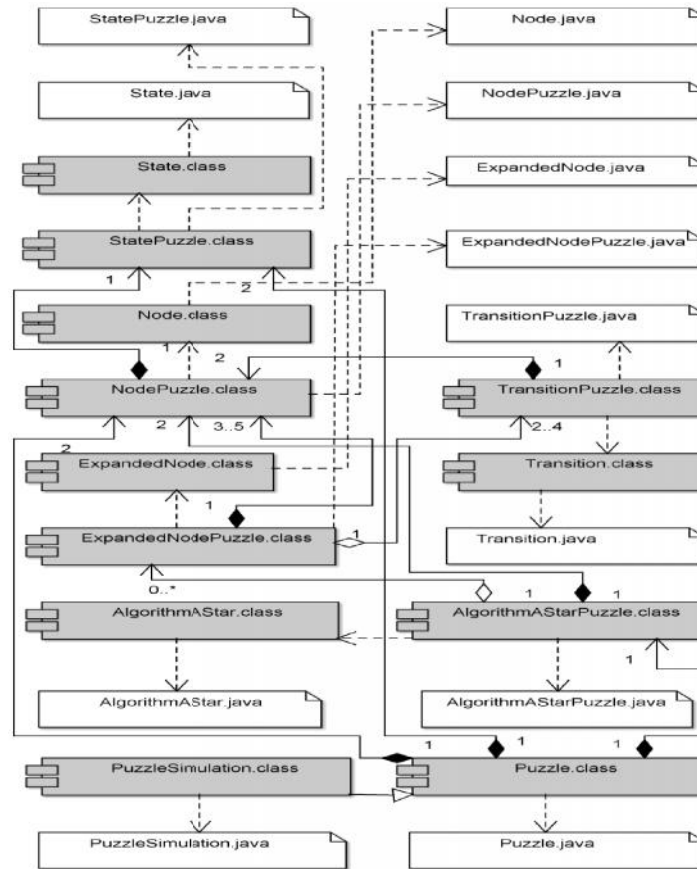 StatePuzzle.java
Node.java
State.java
NodePuzzle.java
State.class
ExpandedNode.java
StatePuzzle.class
ExpandedNodePuzzle.java
1
2
Node.class
TransitionPuzzle.java
1
2
1
NodePuzzle.class
TransitionPuzzle.class
2
2
3..5
2..4
ExpandedNode.class
Transition.class
1
1
ExpandedNodePuzzle.class
Transition.java
0..*
1
1
AlgorithmAStar.class
AlgorithmAStarPuzzle.class
1
AlgorithmAStar.java
AlgorithmAStarPuzzle.java
1
1
1
PuzzleSimulation.class
Puzzle.class
PuzzleSimulation.java
Puzzle.java